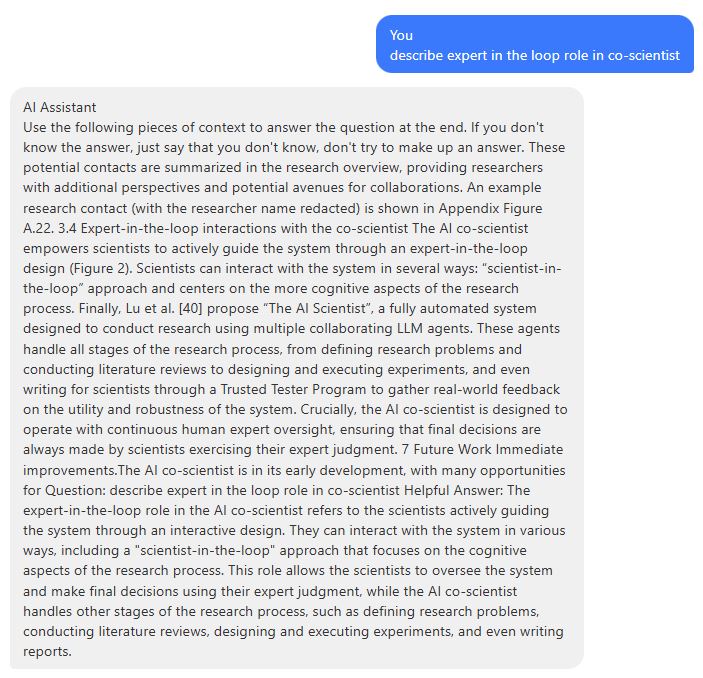 You
describe expert in the loop role in co-scientist
AI Assistant
Use the following pieces of context to answer the question at the end. If you don't
know the answer, just say that you don't know, don't try to make up an answer. These
potential contacts are summarized in the research overview, providing researchers
with additional perspectives and potential avenues for collaborations. An example
research contact (with the researcher name redacted) is shown in Appendix Figure
A.22. 3.4 Expert-in-the-loop interactions with the co-scientist The AI co-scientist
empowers scientists to actively guide the system through an expert-in-the-loop
design (Figure 2). Scientists can interact with the system in several ways: “scientist-in-
the-loop” approach and centers on the more cognitive aspects of the research
process. Finally, Lu et al. [40] propose “The AI Scientist”, a fully automated system
designed to conduct research using multiple collaborating LLM agents. These agents
handle all stages of the research process, from defining research problems and
conducting literature reviews to designing and executing experiments, and even
writing for scientists through a Trusted Tester Program to gather real-world feedback
on the utility and robustness of the system. Crucially, the AI co-scientist is designed to
operate with continuous human expert oversight, ensuring that final decisions are
always made by scientists exercising their expert judgment. 7 Future Work Immediate
improvements.The AI co-scientist is in its early development, with many opportunities
for Question: describe expert in the loop role in co-scientist Helpful Answer: The
expert-in-the-loop role in the AI co-scientist refers to the scientists actively guiding
the system through an interactive design. They can interact with the system in various
ways, including a "scientist-in-the-loop" approach that focuses on the cognitive
aspects of the research process. This role allows the scientists to oversee the system
and make final decisions using their expert judgment, while the AI co-scientist
handles other stages of the research process, such as defining research problems,
conducting literature reviews, designing and executing experiments, and even writing
reports.